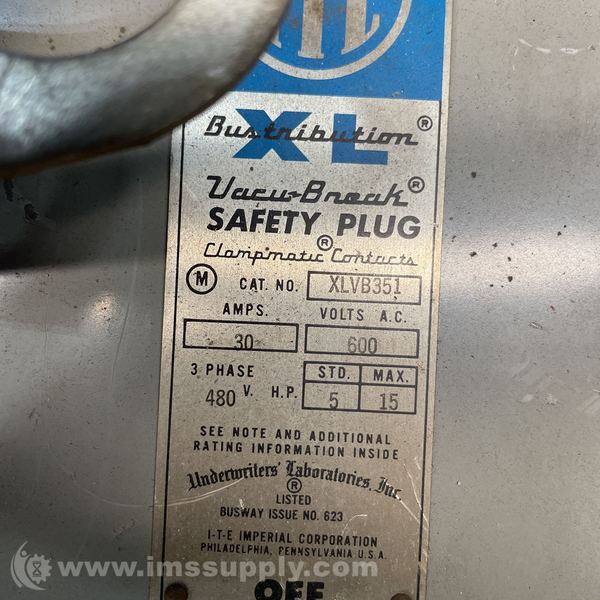 ITE
Bustribution®
XL
Vacu-Break®
SAFETY PLUG
Clampmatic® Contacts
M CAT. NO. XLVB351
AMPS. VOLTS A.C.
30 600
3 PHASE STD. MAX.
480 V. H.P. 5 15
SEE NOTE AND ADDITIONAL
RATING INFORMATION INSIDE
Underwriters' Laboratories, Inc.
®
LISTED
BUSWAY ISSUE NO. 623
I-T-E IMPERIAL CORPORATION
PHILADELPHIA, PENNSYLVANIA U.S.A.
OFF
www.imssupply.com